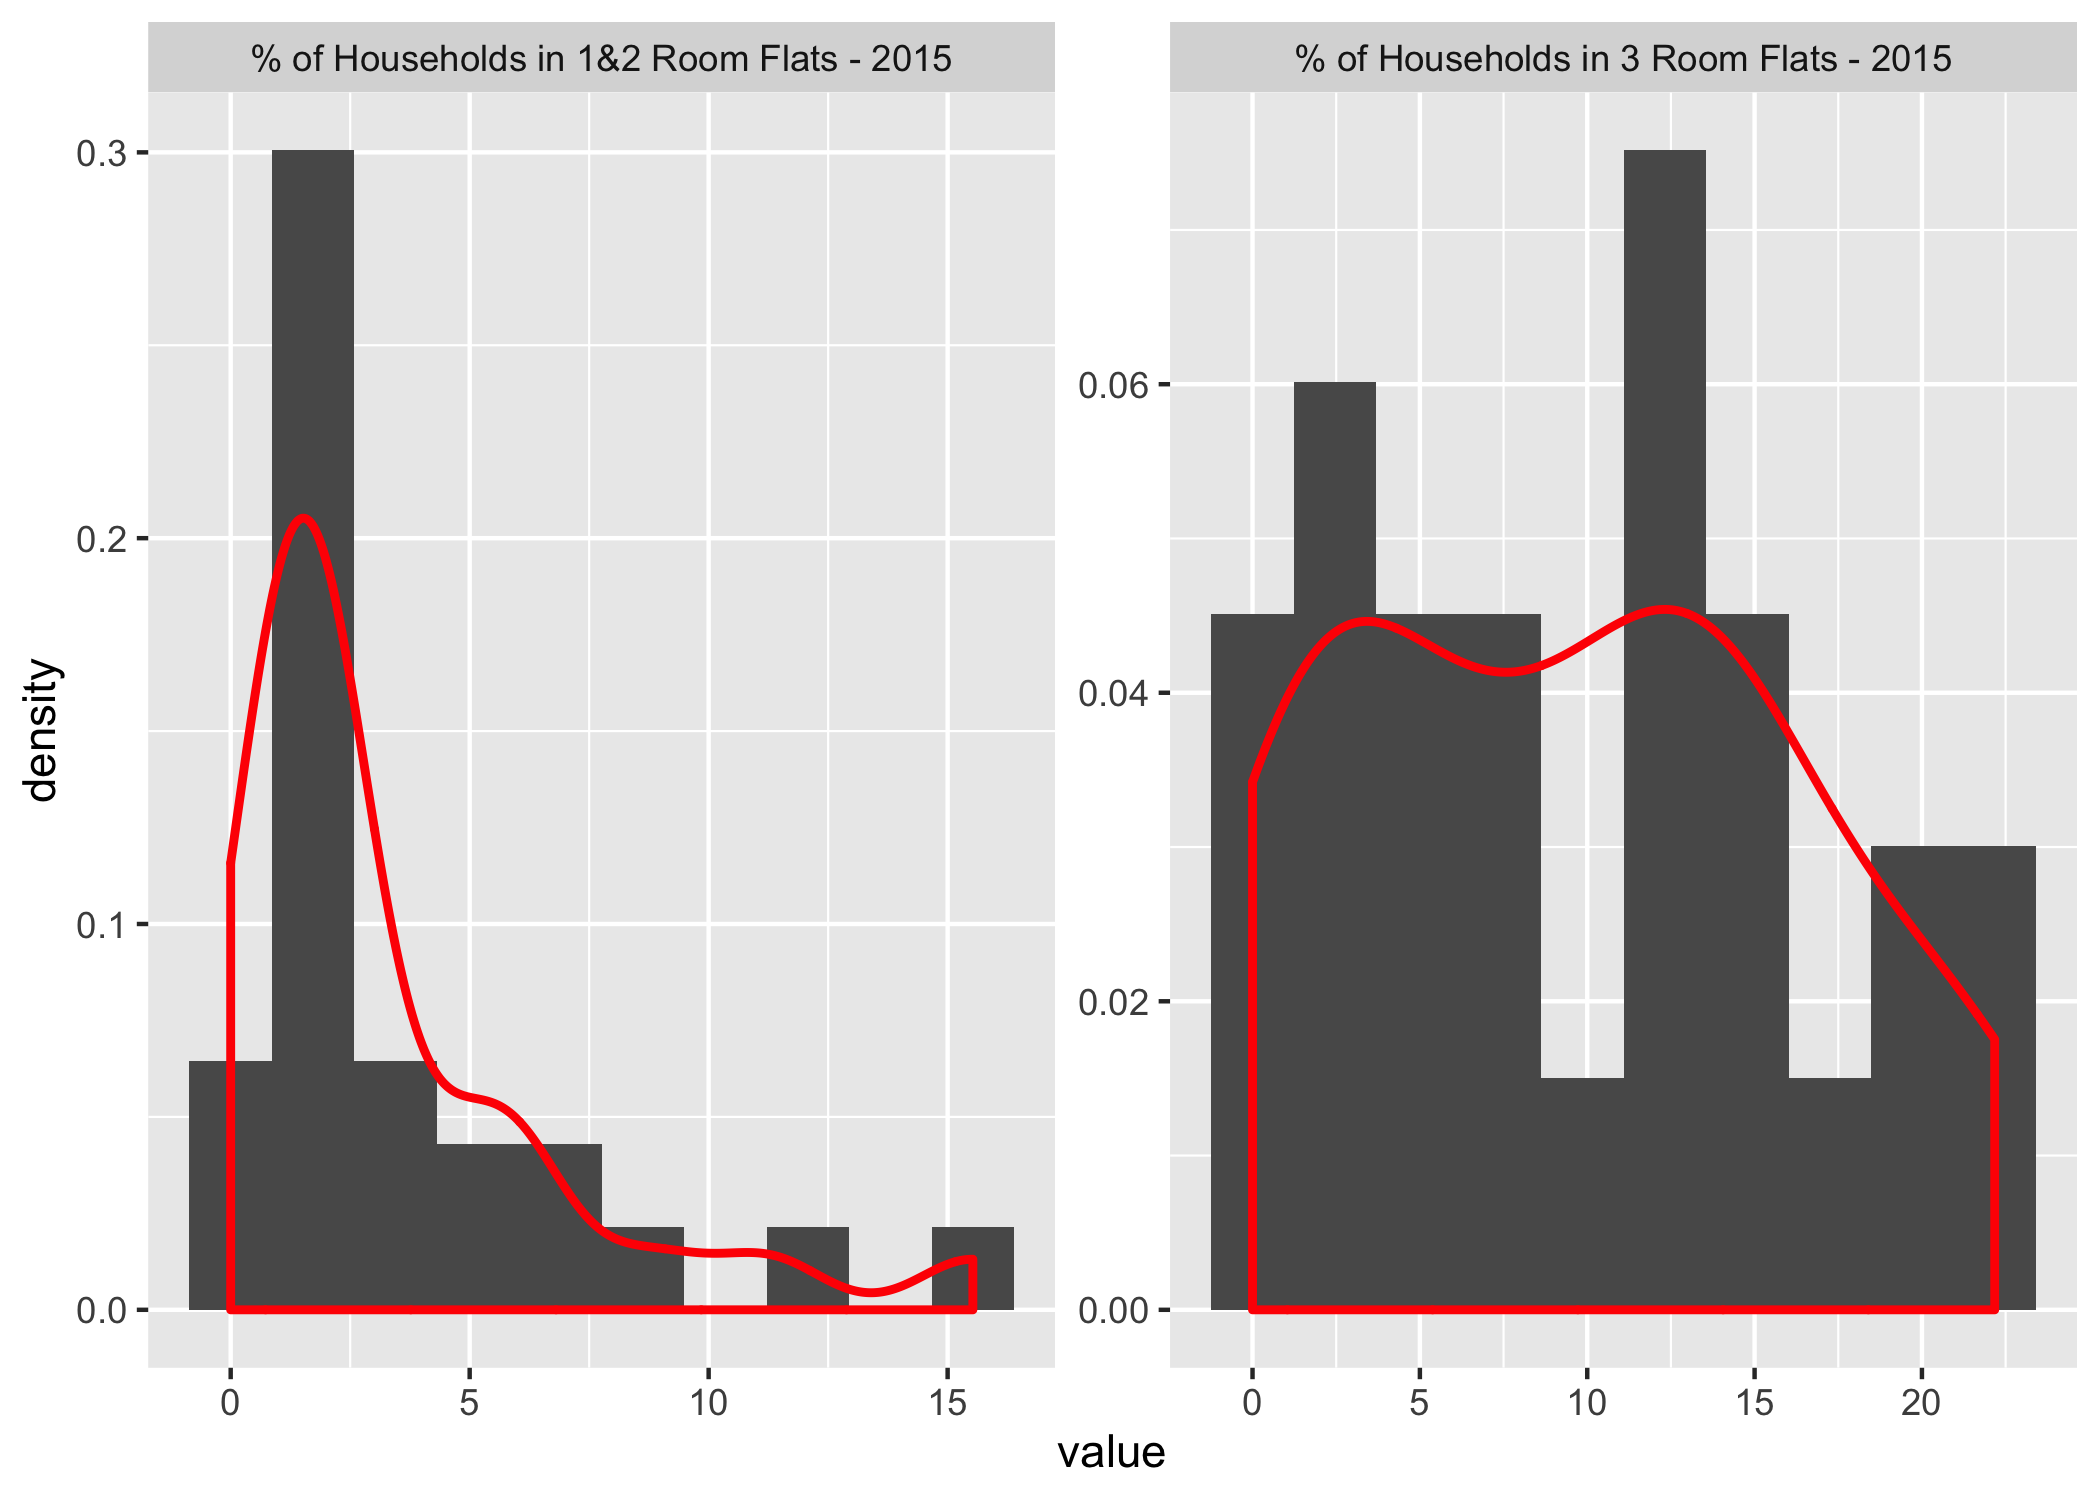 % of Households in 1&2 Room Flats - 2015
% of Households in 3 Room Flats - 2015
density
0.3
0.2
0.1
0.0
0.06
0.04
0.02
0.00
0 5 10 15
0 5 10 15 20
value